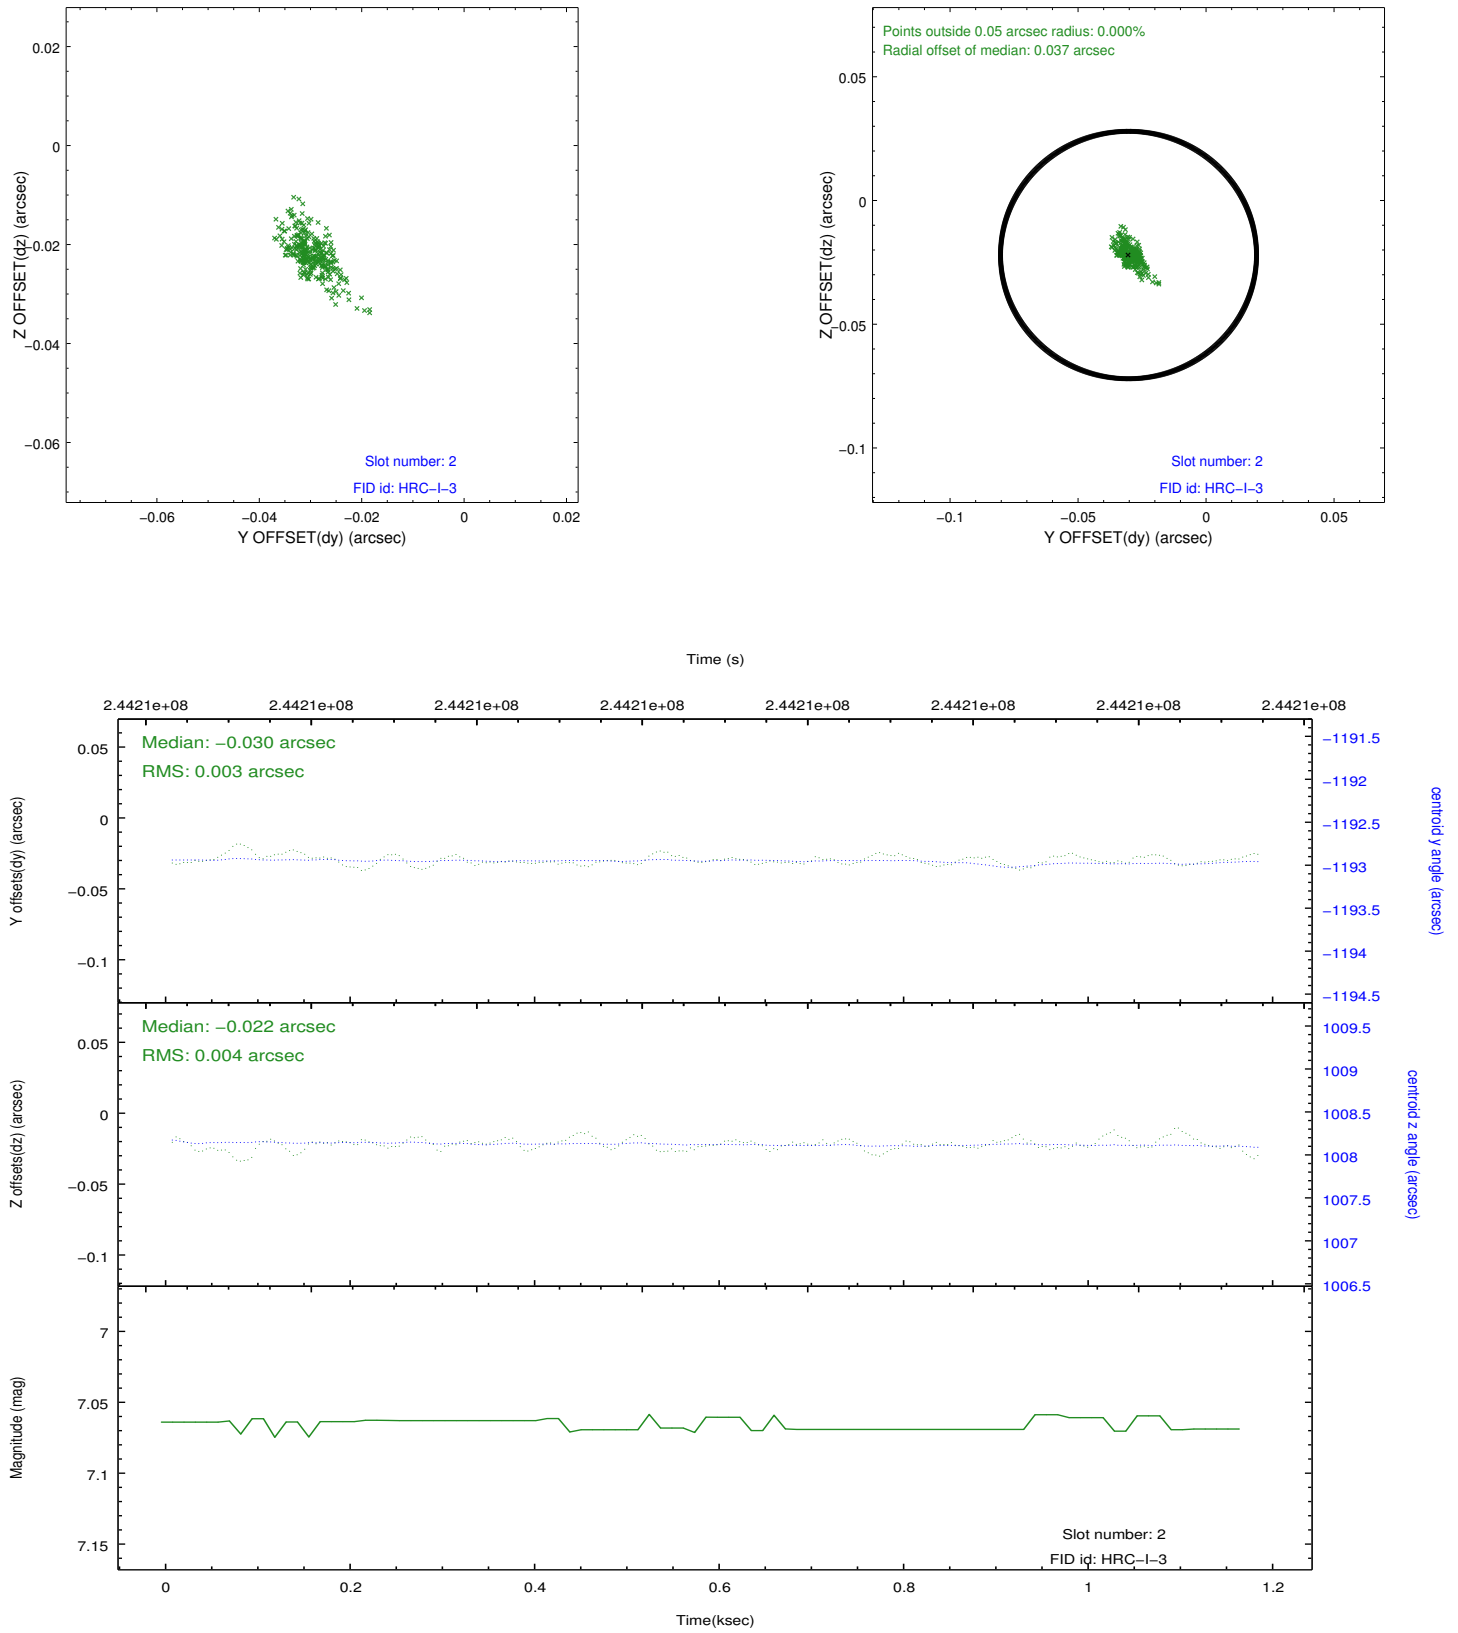 0.02
0
−0.02
−0.04
−0.06
Z OFFSET(dz) (arcsec)
Slot number: 2
FID id: HRC−I−3
−0.06
−0.04
−0.02
0
0.02
Y OFFSET(dy) (arcsec)
Points outside 0.05 arcsec radius: 0.000%
Radial offset of median: 0.037 arcsec
0.05
0
−0.05
−0.1
Z OFFSET(dz) (arcsec)
Slot number: 2
FID id: HRC−I−3
−0.1
−0.05
0
0.05
Y OFFSET(dy) (arcsec)
Time (s)
2.4421e+08
2.4421e+08
2.4421e+08
2.4421e+08
2.4421e+08
2.4421e+08
2.4421e+08
2.4421e+08
Median: −0.030 arcsec
RMS: 0.003 arcsec
0.05
0
−0.05
−0.1
Y offsets(dy) (arcsec)
−1191.5
−1192
−1192.5
−1193
−1193.5
−1194
−1194.5
centroid y angle (arcsec)
Median: −0.022 arcsec
RMS: 0.004 arcsec
0.05
0
−0.05
−0.1
Z offsets(dz) (arcsec)
1009.5
1009
1008.5
1008
1007.5
1007
1006.5
centroid z angle (arcsec)
7
7.05
7.1
7.15
Magnitude (mag)
Slot number: 2
FID id: HRC−I−3
0
0.2
0.4
0.6
0.8
1
1.2
Time(ksec)